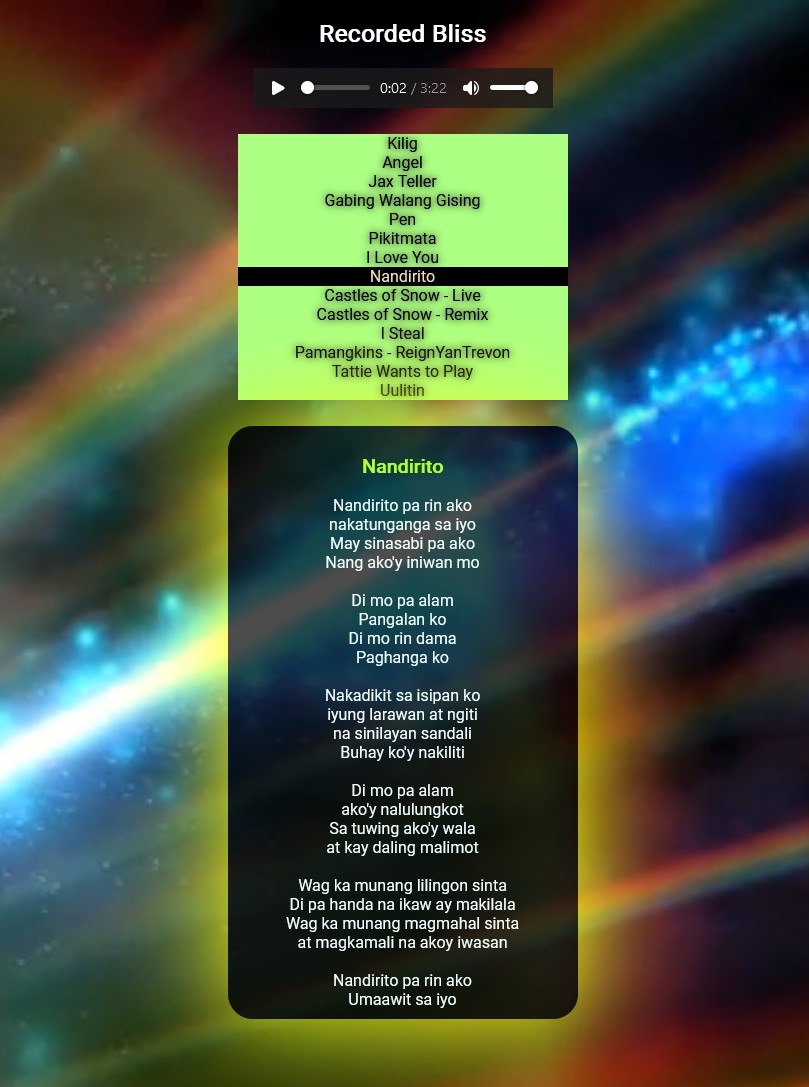 Recorded Bliss
0:02 / 3:22
Kilig
Angel
Jax Teller
Gabing Walang Gising
Pen
Pikitmata
I Love You
Nandirito
Castles of Snow - Live
Castles of Snow - Remix
I Steal
Pamangkins - ReignYanTrevon
Tattie Wants to Play
Uulitin
Nandirito
Nandirito pa rin ako
nakatunganga sa iyo
May sinasabi pa ako
Nang ako'y iniwan mo
Di mo pa alam
Pangalan ko
Di mo rin dama
Paghanga ko
Nakadikit sa isipan ko
iyung larawan at ngiti
na sinilayan sandali
Buhay ko'y nakiliti
Di mo pa alam
ako'y nalulungkot
Sa tuwing ako'y wala
at kay daling malimot
Wag ka munang lilingon sinta
Di pa handa na ikaw ay makilala
Wag ka munang magmahal sinta
at magkamali na akoy iwasan
Nandirito pa rin ako
Umaawit sa iyo